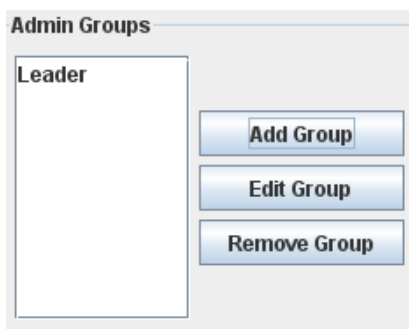 Admin Groups
Leader
Add Group
Edit Group
Remove Group